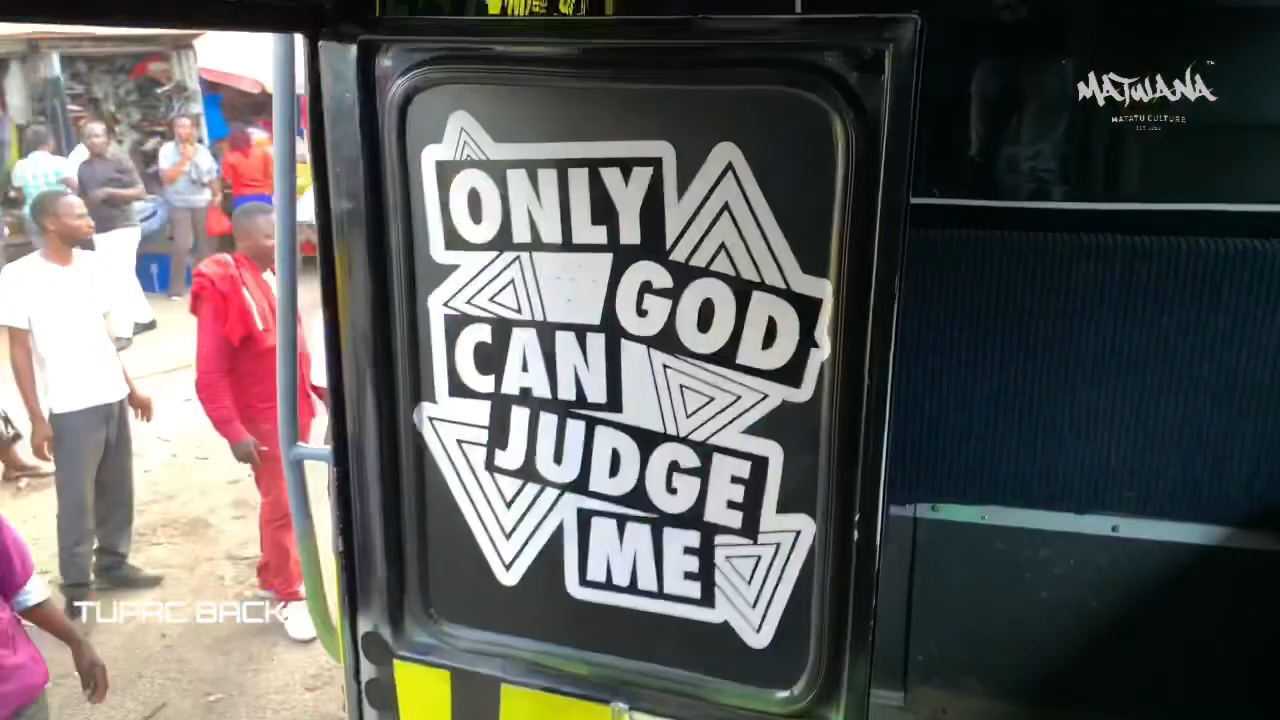 ONLY
GOD
CAN
JUDGE
ME
MATWANA
MATATU CULTURE
TUPAC BACK